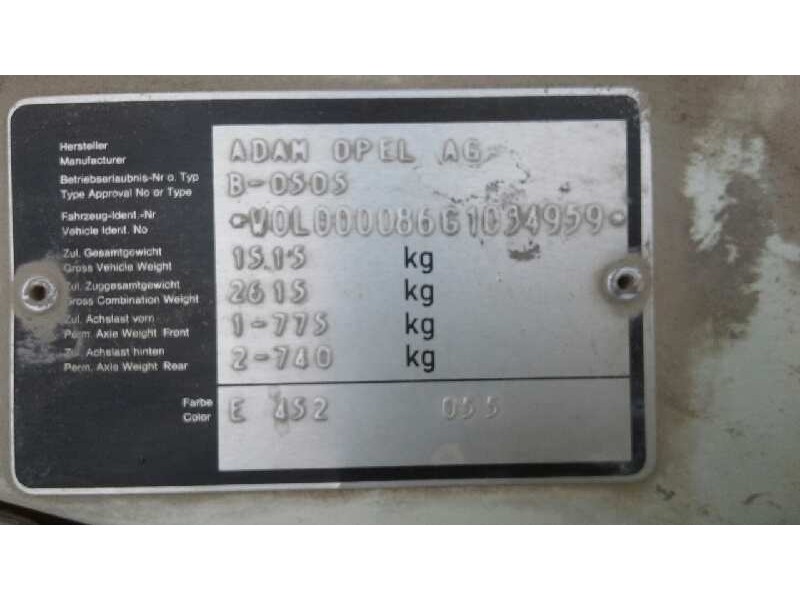 Hersteller
Manufacturer
ADAM OPEL AG
Betriebserlaubnis-Nr o. Typ
Type Approval No or Type
B-0505
Fahrzeug-Ident.-Nr
Vehicle Ident. No
•W0L000086G1034959•
Zul. Gesamtgewicht
Gross Vehicle Weight
1515 kg
Zul. Zuggesamtgewicht
Gross Combination Weight
2615 kg
Zul. Achslast vorn
Perm. Axle Weight Front
1-775 kg
Zul. Achslast hinten
Perm. Axle Weight Rear
2-740 kg
Farbe
Color
E 452 055